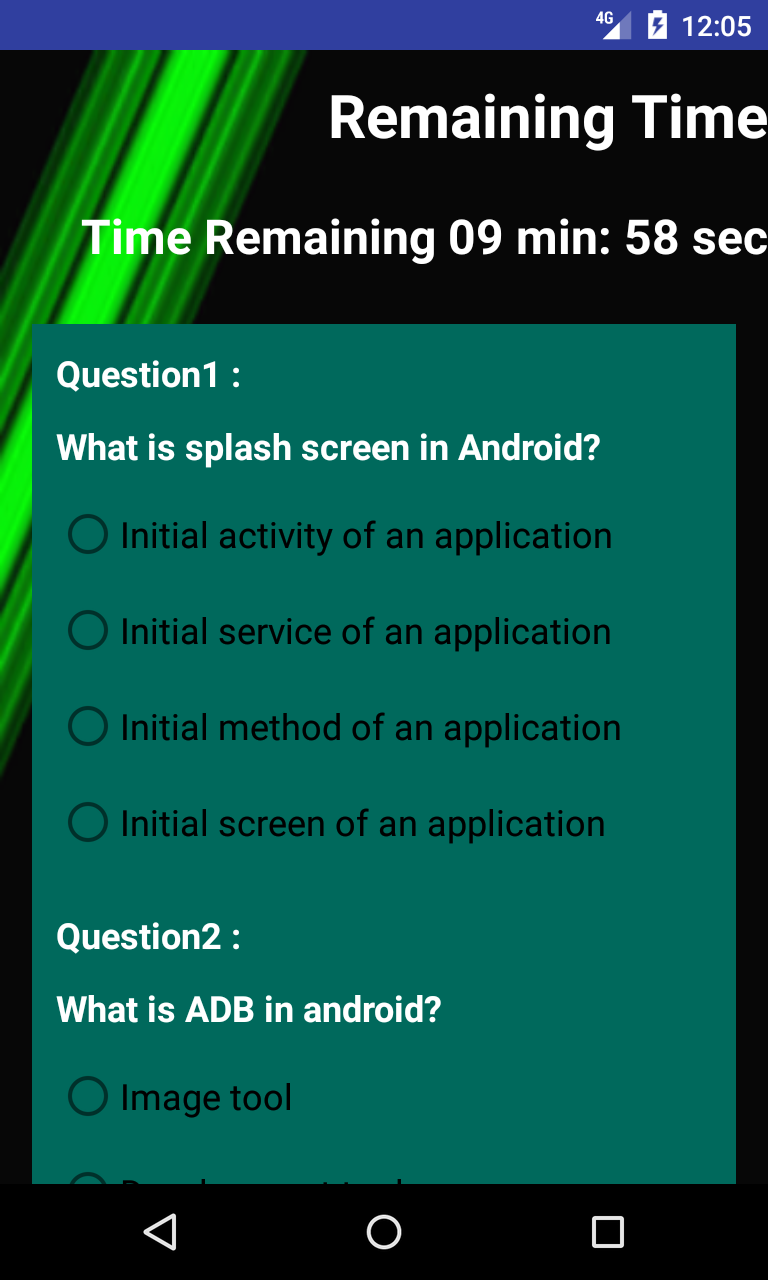 4G 12:05
Remaining Time
Time Remaining 09 min: 58 sec
Question1 :
What is splash screen in Android?
Initial activity of an application
Initial service of an application
Initial method of an application
Initial screen of an application
Question2 :
What is ADB in android?
Image tool